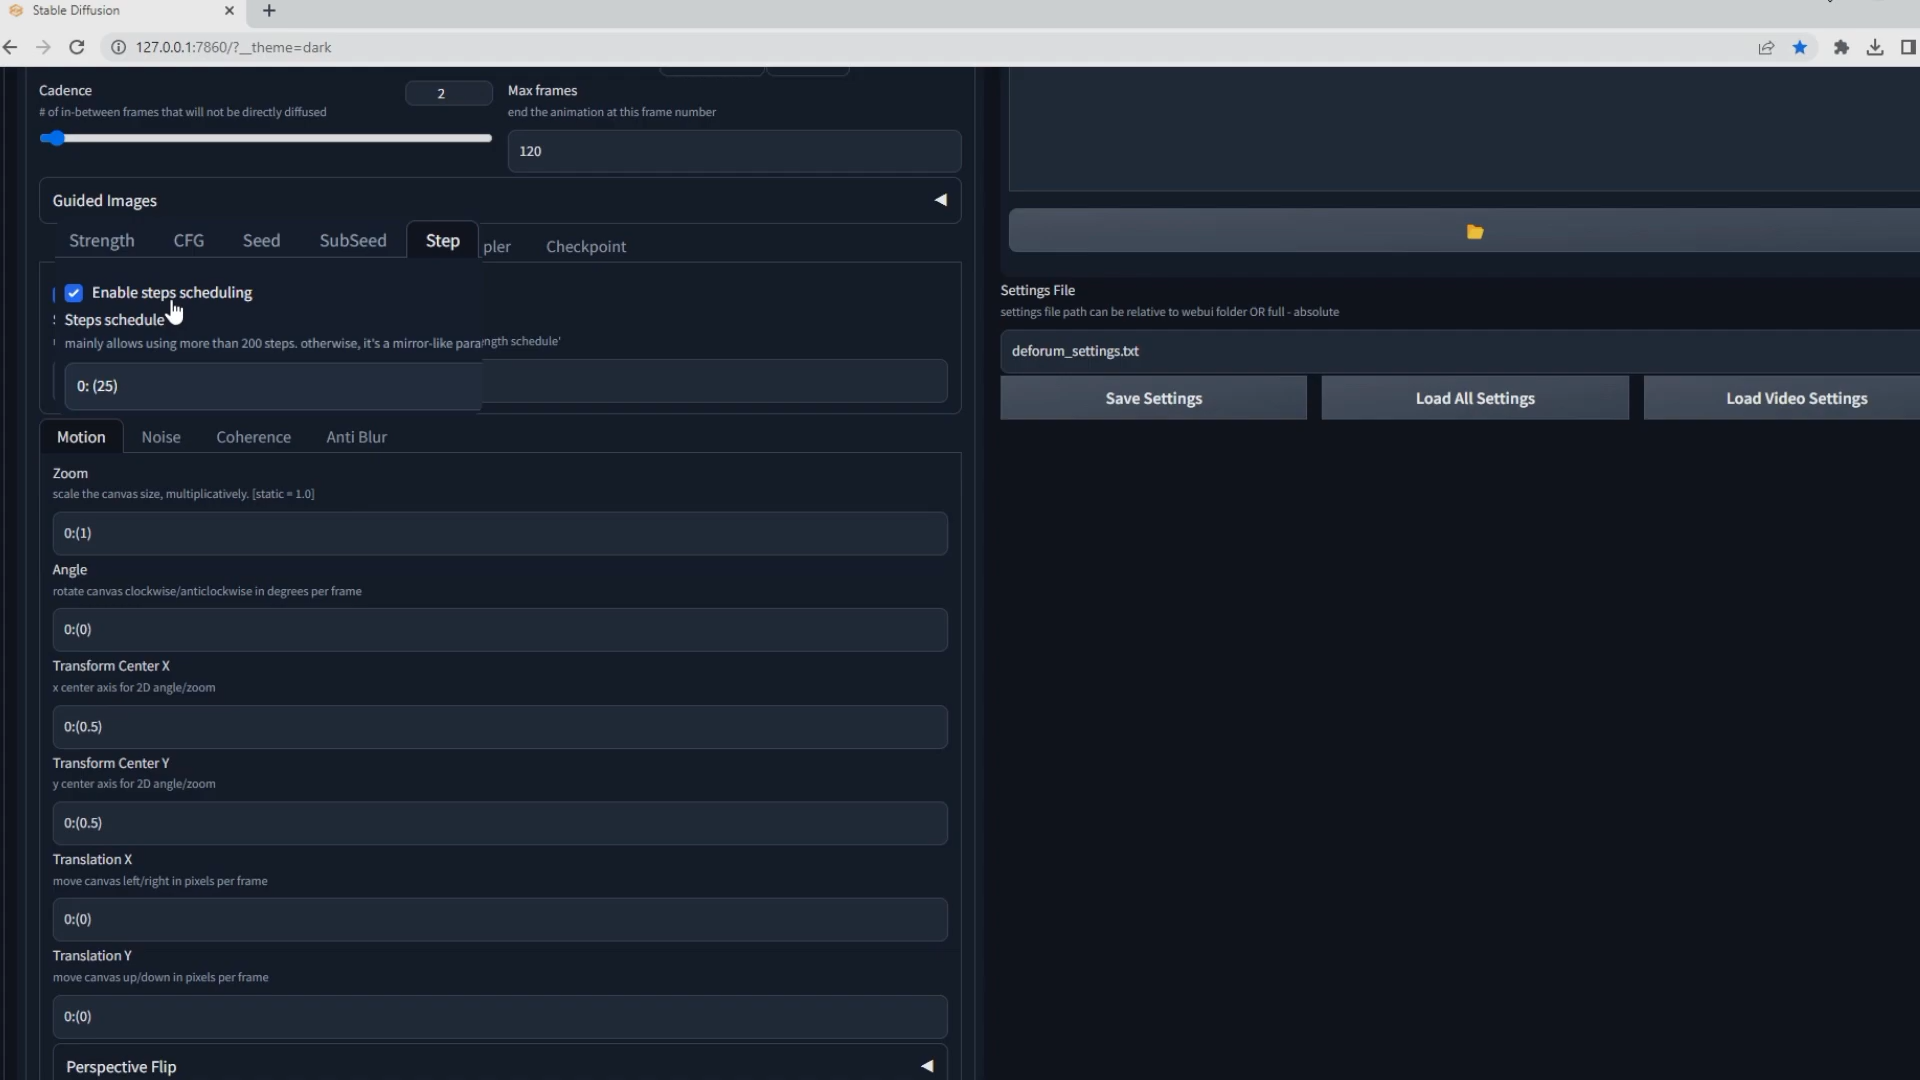 Stable Diffusion
127.0.0.1:7860/?__theme=dark
Cadence
2
# of in-between frames that will not be directly diffused
Max frames
end the animation at this frame number
120
Guided Images
Strength CFG Seed SubSeed Step pler Checkpoint
Enable steps scheduling
Steps schedule
mainly allows using more than 200 steps. otherwise, it's a mirror-like para ngth schedule'
0: (25)
Motion Noise Coherence Anti Blur
Zoom
scale the canvas size, multiplicatively. [static = 1.0]
0:(1)
Angle
rotate canvas clockwise/anticlockwise in degrees per frame
0:(0)
Transform Center X
x center axis for 2D angle/zoom
0:(0.5)
Transform Center Y
y center axis for 2D angle/zoom
0:(0.5)
Translation X
move canvas left/right in pixels per frame
0:(0)
Translation Y
move canvas up/down in pixels per frame
0:(0)
Perspective Flip
Settings File
settings file path can be relative to webui folder OR full - absolute
deforum_settings.txt
Save Settings Load All Settings Load Video Settings